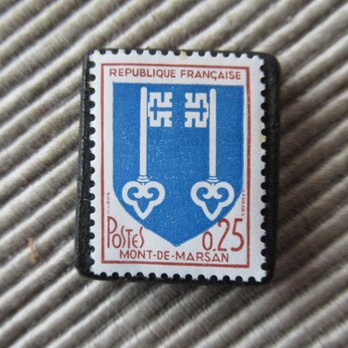 REPUBLIQUE FRANÇAISE
POSTES 0.25
MONT-DE-MARSAN